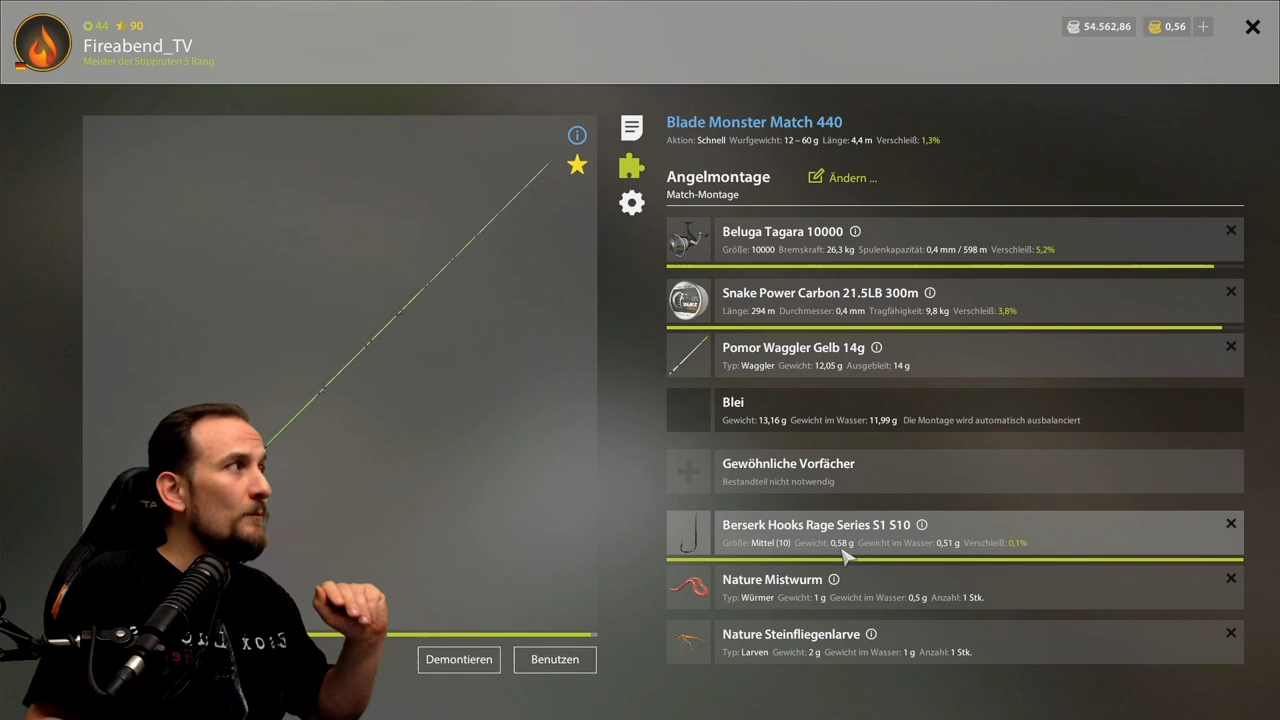 44 90
Fireabend_TV
Meister der Stippruten 5 Rang
54.562,86
0,56
Blade Monster Match 440
Aktion: Schnell Wurfgewicht: 12 – 60 g Länge: 4,4 m Verschleiß: 1,3%
Angelmontage
Ändern ...
Match-Montage
Beluga Tagara 10000
Größe: 10000 Bremskraft: 26,3 kg Spulenkapazität: 0,4 mm / 598 m Verschleiß: 5,2%
Snake Power Carbon 21.5LB 300m
Länge: 294 m Durchmesser: 0,4 mm Tragfähigkeit: 9,8 kg Verschleiß: 3,8%
Pomor Waggler Gelb 14g
Typ: Waggler Gewicht: 12,05 g Ausgebleit: 14 g
Blei
Gewicht: 13,16 g Gewicht im Wasser: 11,99 g Die Montage wird automatisch ausbalanciert
Gewöhnliche Vorfächer
Bestandteil nicht notwendig
Berserk Hooks Rage Series S1 S10
Größe: Mittel (10) Gewicht: 0,58 g Gewicht im Wasser: 0,51 g Verschleiß: 0,1%
Nature Mistwurm
Typ: Würmer Gewicht: 1 g Gewicht im Wasser: 0,5 g Anzahl: 1 Stk.
Nature Steinfliegenlarve
Typ: Larven Gewicht: 2 g Gewicht im Wasser: 1 g Anzahl: 1 Stk.
Demontieren
Benutzen